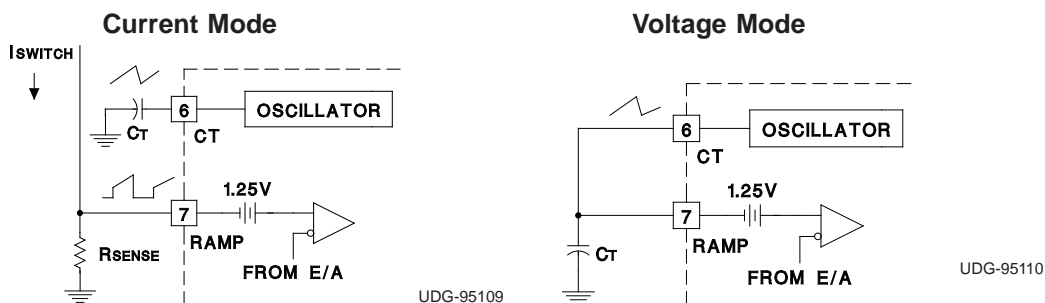 Current Mode
ISWITCH
6
OSCILLATOR
CT
CT
1.25V
7
RAMP
RSENSE
FROM E/A
UDG-95109
Voltage Mode
6
OSCILLATOR
CT
1.25V
7
RAMP
CT
FROM E/A
UDG-95110